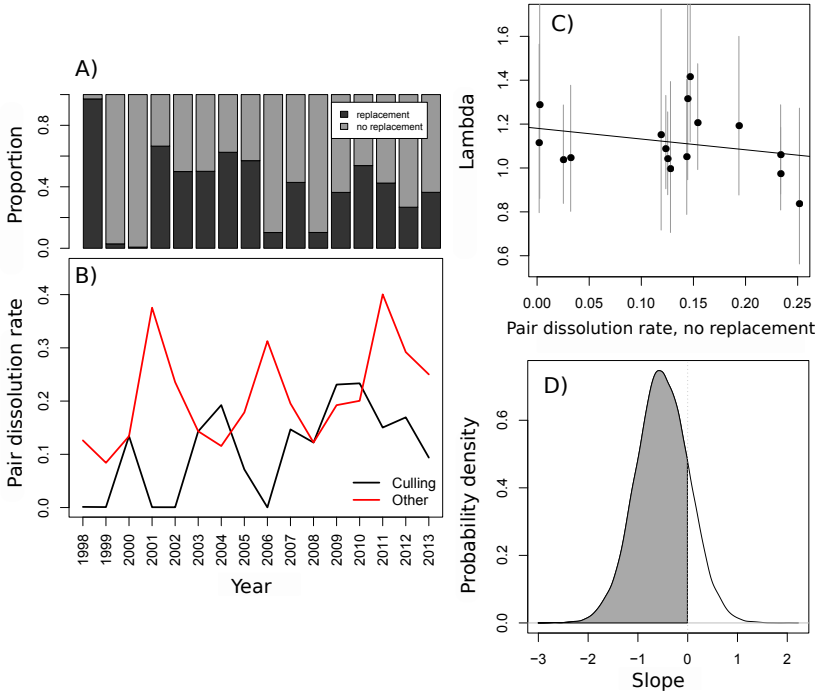 A)
Proportion
0.0
0.4
0.8
replacement
no replacement
B)
Pair dissolution rate
0.0
0.1
0.2
0.3
0.4
Culling
Other
1998
1999
2000
2001
2002
2003
2004
2005
2006
2007
2008
2009
2010
2011
2012
2013
Year
C)
Lambda
0.6
0.8
1.0
1.2
1.4
1.6
0.00 0.05 0.10 0.15 0.20 0.25
Pair dissolution rate, no replacement
D)
Probability density
0.0
0.2
0.4
0.6
−3 −2 −1 0 1 2
Slope